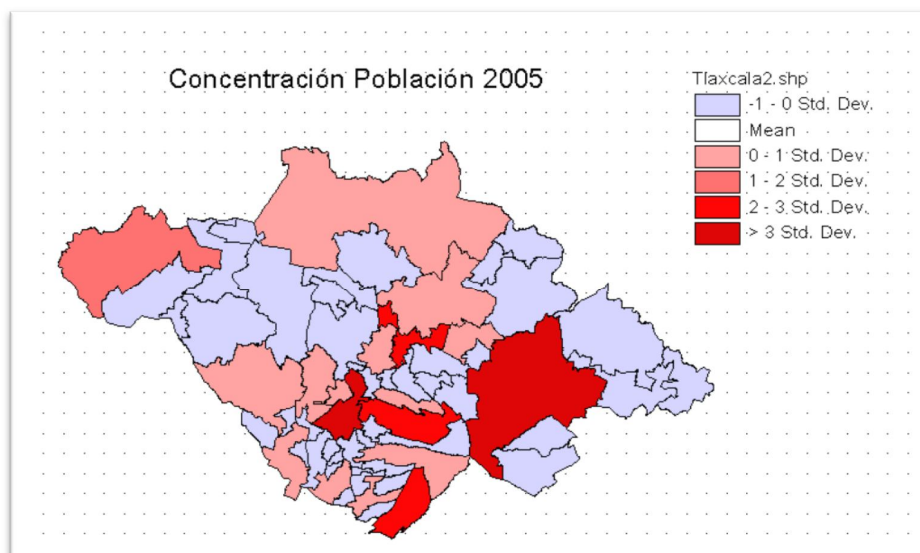 Concentración Población 2005
Tlaxcala2.shp
-1 - 0 Std. Dev.
Mean
0 - 1 Std. Dev.
1 - 2 Std. Dev.
2 - 3 Std. Dev.
> 3 Std. Dev.